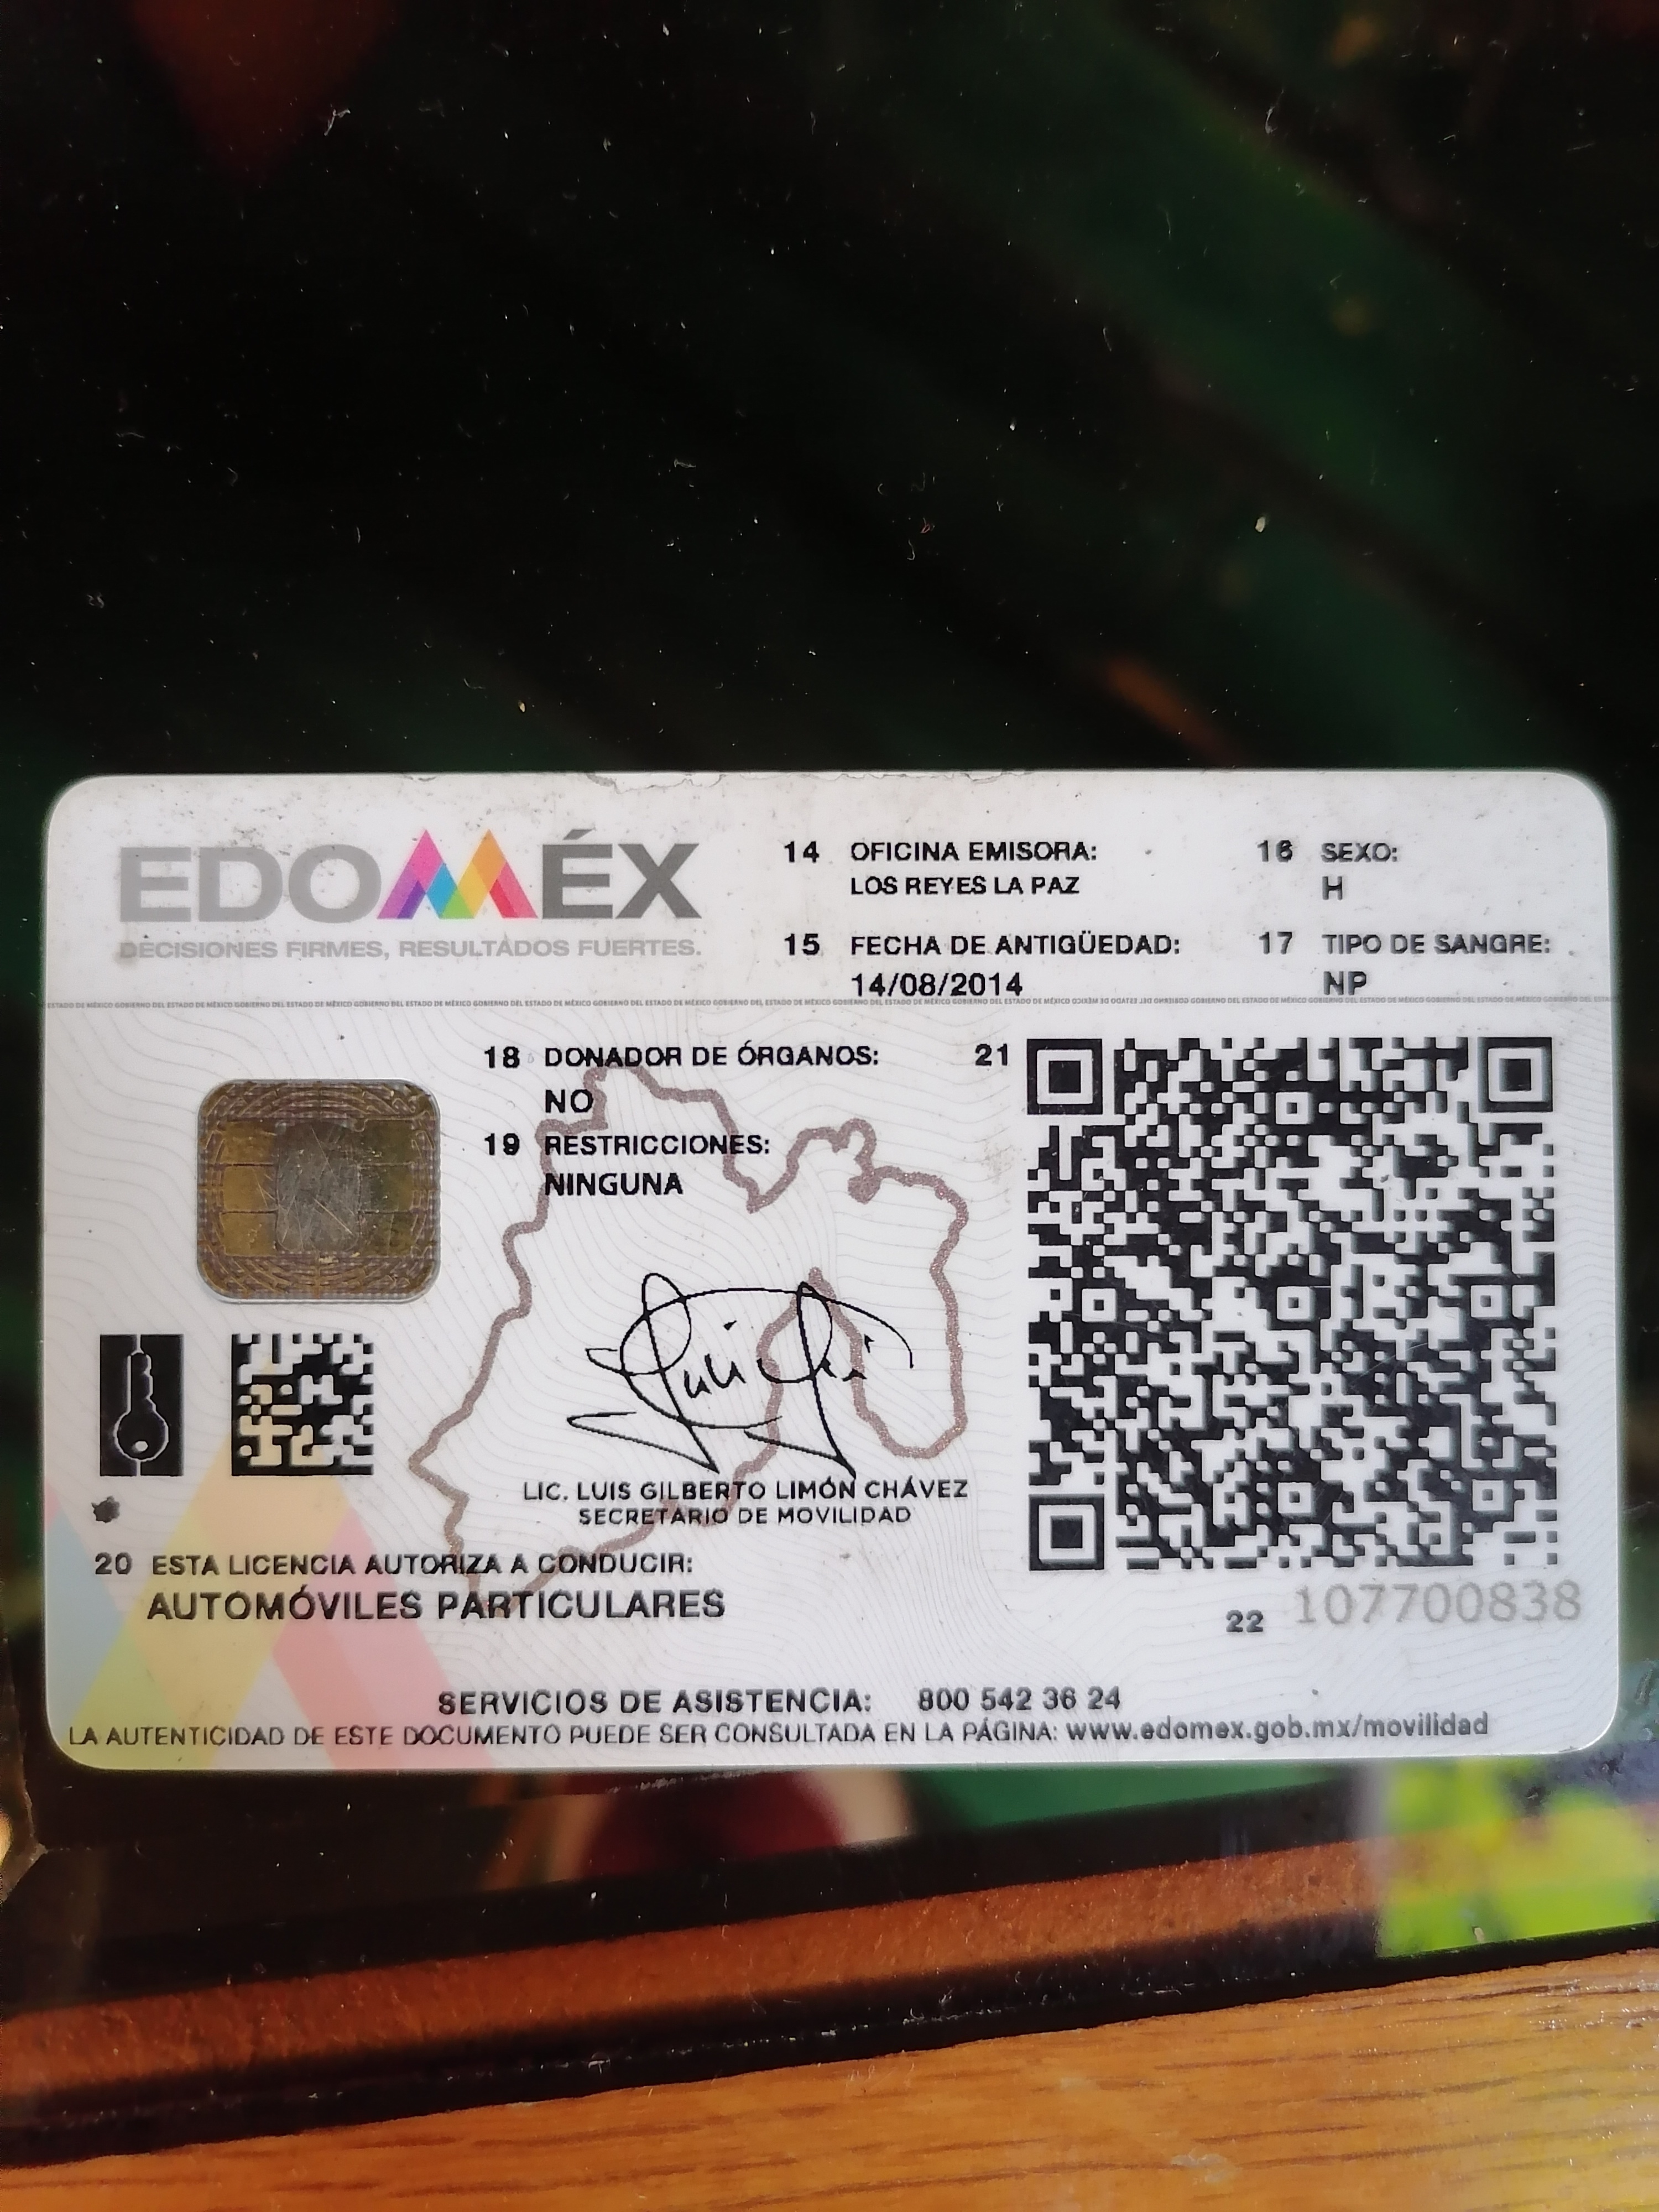 EDOMÉX
DECISIONES FIRMES, RESULTADOS FUERTES.
14 OFICINA EMISORA:
LOS REYES LA PAZ
16 SEXO:
H
15 FECHA DE ANTIGÜEDAD:
14/08/2014
17 TIPO DE SANGRE:
NP
18 DONADOR DE ÓRGANOS:
NO
19 RESTRICCIONES:
NINGUNA
21
LIC. LUIS GILBERTO LIMÓN CHÁVEZ
SECRETARIO DE MOVILIDAD
20 ESTA LICENCIA AUTORIZA A CONDUCIR:
AUTOMÓVILES PARTICULARES
22 107700838
SERVICIOS DE ASISTENCIA: 800 542 36 24
LA AUTENTICIDAD DE ESTE DOCUMENTO PUEDE SER CONSULTADA EN LA PÁGINA: www.edomex.gob.mx/movilidad